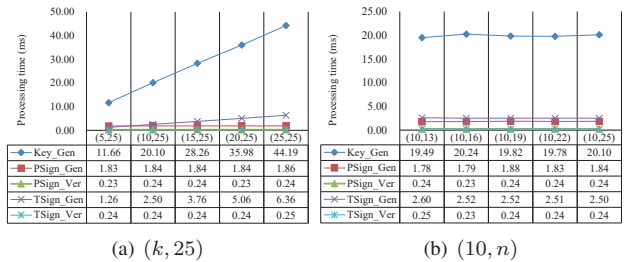 50.00
40.00
30.00
20.00
10.00
0.00
Processing time (ms)
(5,25) (10,25) (15,25) (20,25) (25,25)
Key_Gen 11.66 20.10 28.26 35.98 44.19
PSign_Gen 1.83 1.84 1.84 1.84 1.86
PSign_Ver 0.23 0.24 0.24 0.23 0.24
TSign_Gen 1.26 2.50 3.76 5.06 6.36
TSign_Ver 0.24 0.24 0.24 0.24 0.25
(a) (k, 25)
25.00
20.00
15.00
10.00
5.00
0.00
Processing time (ms)
(10,13) (10,16) (10,19) (10,22) (10,25)
Key_Gen 19.49 20.24 19.82 19.78 20.10
PSign_Gen 1.78 1.79 1.88 1.83 1.84
PSign_Ver 0.24 0.23 0.24 0.24 0.24
TSign_Gen 2.60 2.52 2.52 2.51 2.50
TSign_Ver 0.25 0.23 0.24 0.24 0.24
(b) (10, n)